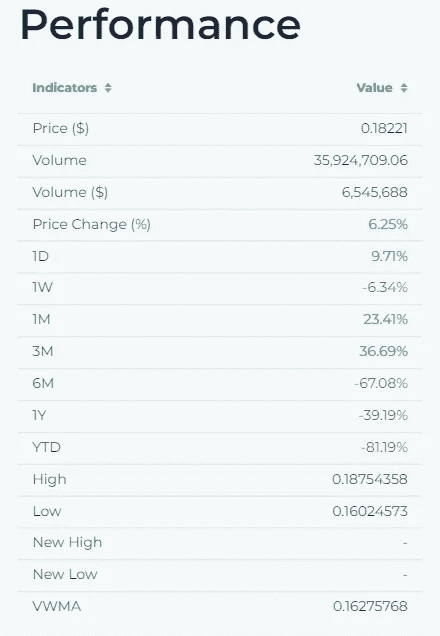 Performance
Indicators Value
Price ($) 0.18221
Volume 35,924,709.06
Volume ($) 6,545,688
Price Change (%) 6.25%
1D 9.71%
1W -6.34%
1M 23.41%
3M 36.69%
6M -67.08%
1Y -39.19%
YTD -81.19%
High 0.18754358
Low 0.16024573
New High -
New Low -
VWMA 0.16275768